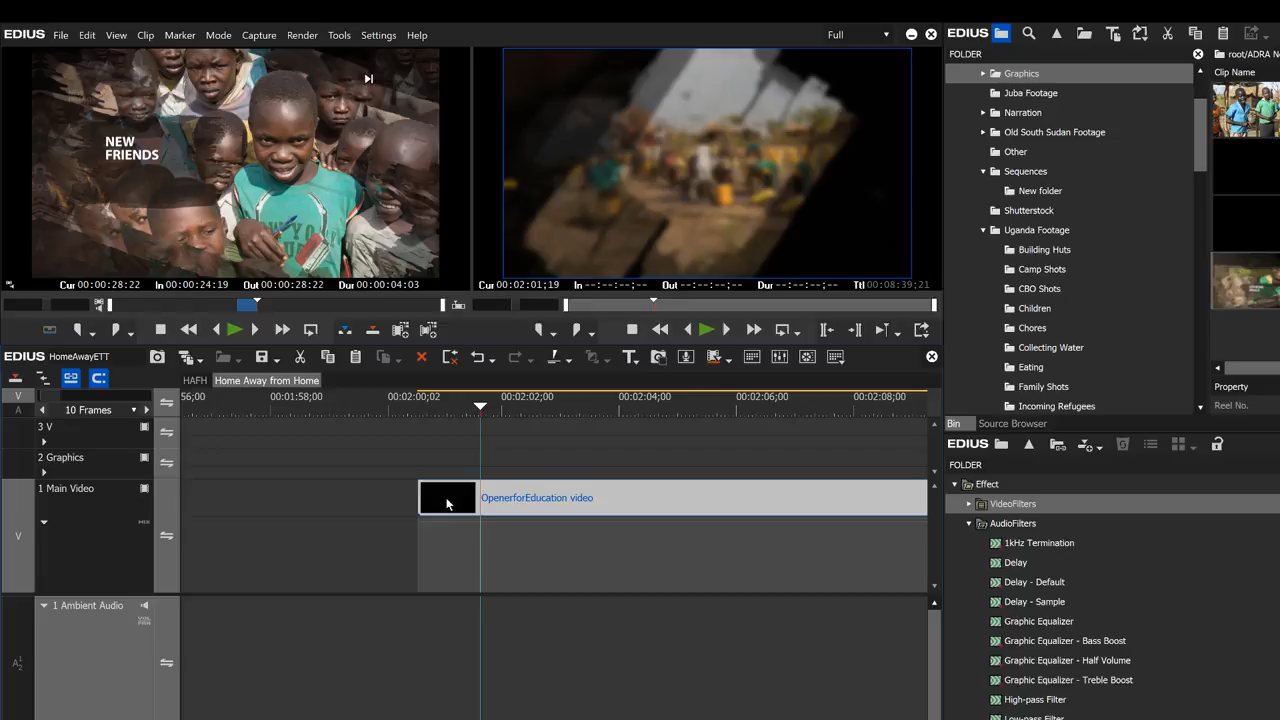 EDIUS File Edit View Clip Marker Mode Capture Render Tools Settings Help
Full
EDIUS
FOLDER
root/ADRA N
Clip Name
Graphics
Juba Footage
Narration
Old South Sudan Footage
Other
Sequences
New folder
Shutterstock
Uganda Footage
Building Huts
Camp Shots
CBO Shots
Children
Chores
Collecting Water
Eating
Family Shots
Incoming Refugees
Property
Reel No.
Bin Source Browser
NEW
FRIENDS
Cur 00:00:28:22 In 00:00:24:19 Out 00:00:28:22 Dur 00:00:04:03
Cur 00:02:01;19 In --:--:--;-- Out --:--:--;-- Dur --:--:--;-- Ttl 00:08:39;21
EDIUS HomeAwayETT
HAFH Home Away from Home
V
A
10 Frames
56;00 00:01:58;00 00:02:00;02 00:02:02;00 00:02:04;00 00:02:06;00 00:02:08;00
3 V
2 Graphics
1 Main Video
MIX
V
OpenerforEducation video
1 Ambient Audio
VOL
PAN
A 1 2
EDIUS
FOLDER
Effect
VideoFilters
AudioFilters
1kHz Termination
Delay
Delay - Default
Delay - Sample
Graphic Equalizer
Graphic Equalizer - Bass Boost
Graphic Equalizer - Half Volume
Graphic Equalizer - Treble Boost
High-pass Filter
Low-pass Filter